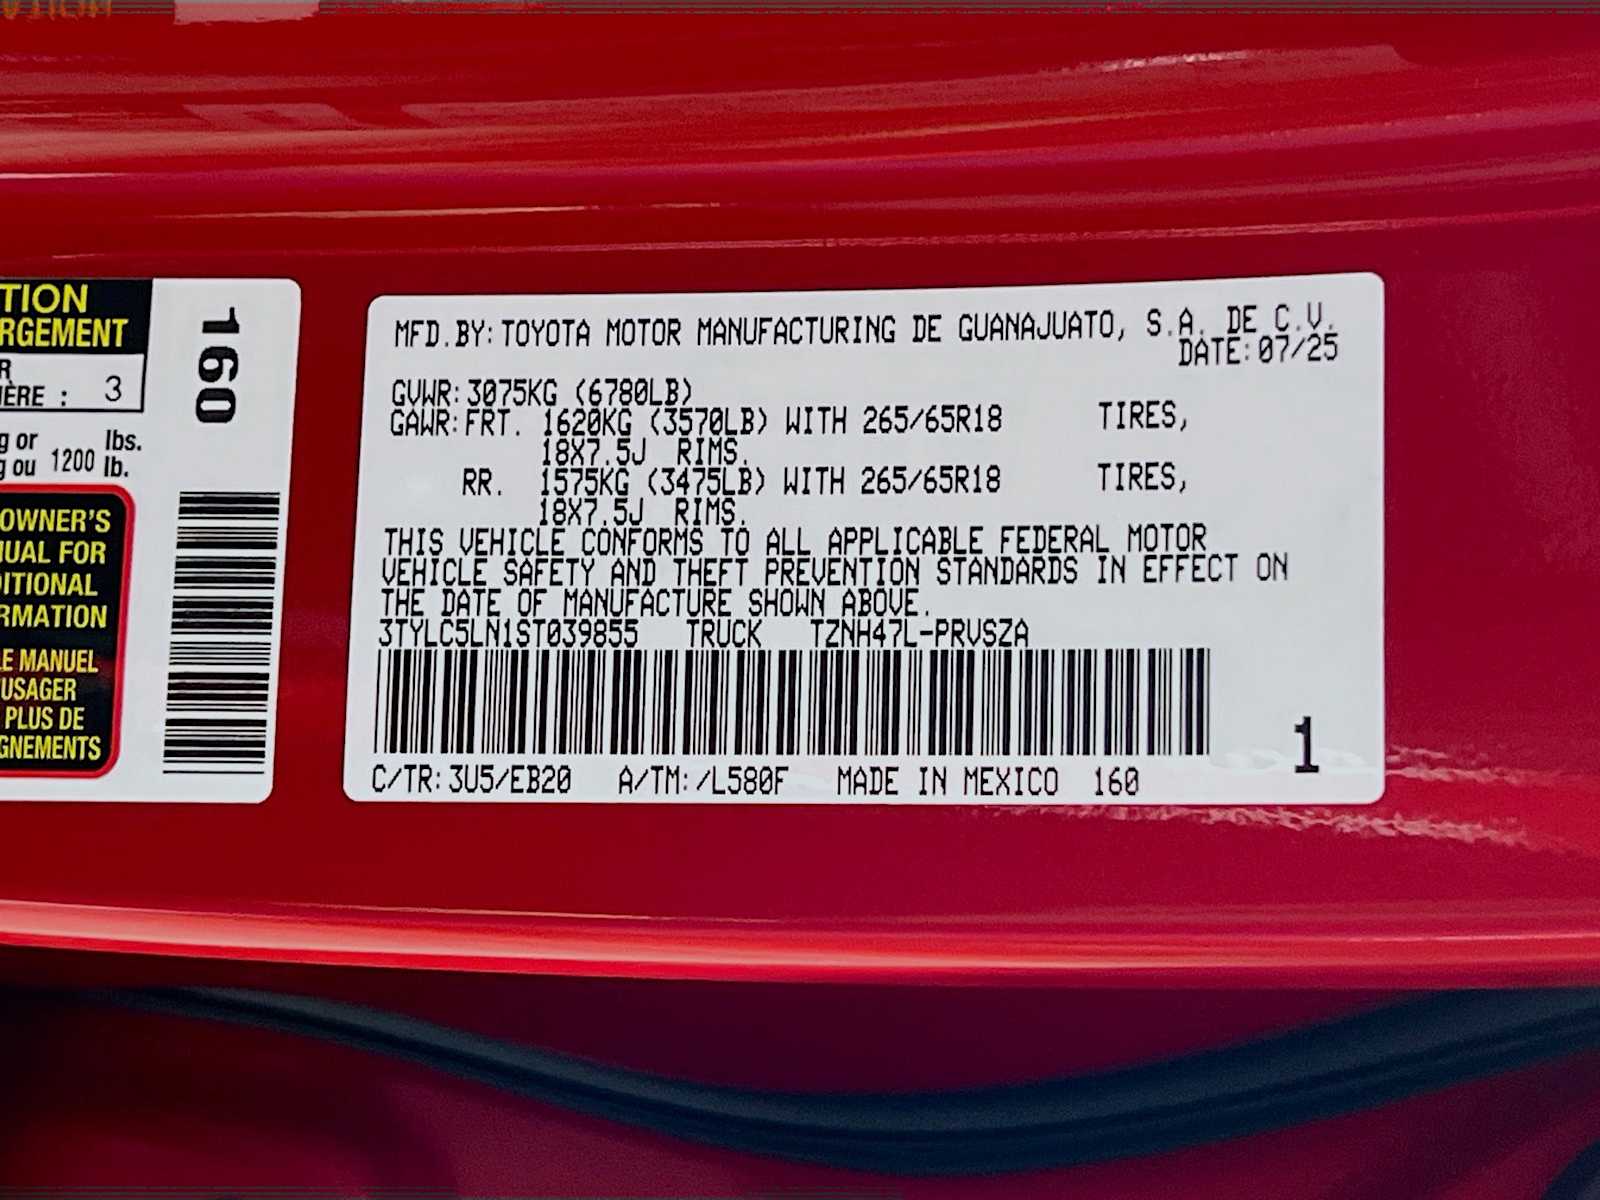 TION
RGEMENT
R
IÈRE : 3
g or lbs.
g ou 1200 lb.
OWNER'S
UAL FOR
DITIONAL
ORMATION
LE MANUEL
'USAGER
PLUS DE
GNEMENTS
160
MFD.BY:TOYOTA MOTOR MANUFACTURING DE GUANAJUATO, S.A. DE C.V.
DATE:07/25
GVWR:3075KG (6780LB)
GAWR:FRT. 1620KG (3570LB) WITH 265/65R18 TIRES,
18X7.5J RIMS.
RR. 1575KG (3475LB) WITH 265/65R18 TIRES,
18X7.5J RIMS.
THIS VEHICLE CONFORMS TO ALL APPLICABLE FEDERAL MOTOR
VEHICLE SAFETY AND THEFT PREVENTION STANDARDS IN EFFECT ON
THE DATE OF MANUFACTURE SHOWN ABOVE.
3TYLC5LN1ST039855 TRUCK TZNH47L-PRVSZA
C/TR:3U5/EB20 A/TM:/L580F MADE IN MEXICO 160
1